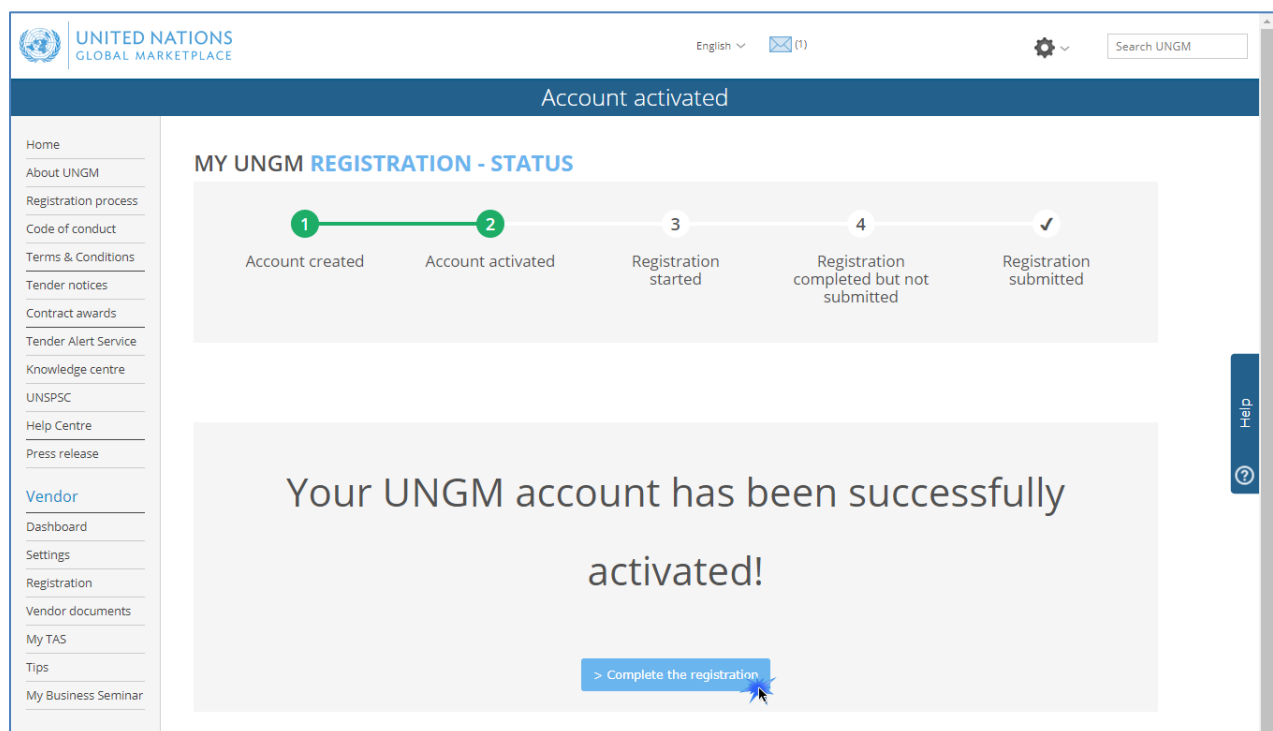 UNITED NATIONS
GLOBAL MARKETPLACE
English
(1)
Search UNGM
Account activated
Home
About UNGM
Registration process
Code of conduct
Terms & Conditions
Tender notices
Contract awards
Tender Alert Service
Knowledge centre
UNSPSC
Help Centre
Press release
Vendor
Dashboard
Settings
Registration
Vendor documents
My TAS
Tips
My Business Seminar
MY UNGM REGISTRATION - STATUS
1
2
3
4
✓
Account created
Account activated
Registration
started
Registration
completed but not
submitted
Registration
submitted
Your UNGM account has been successfully
activated!
> Complete the registration
Help
?